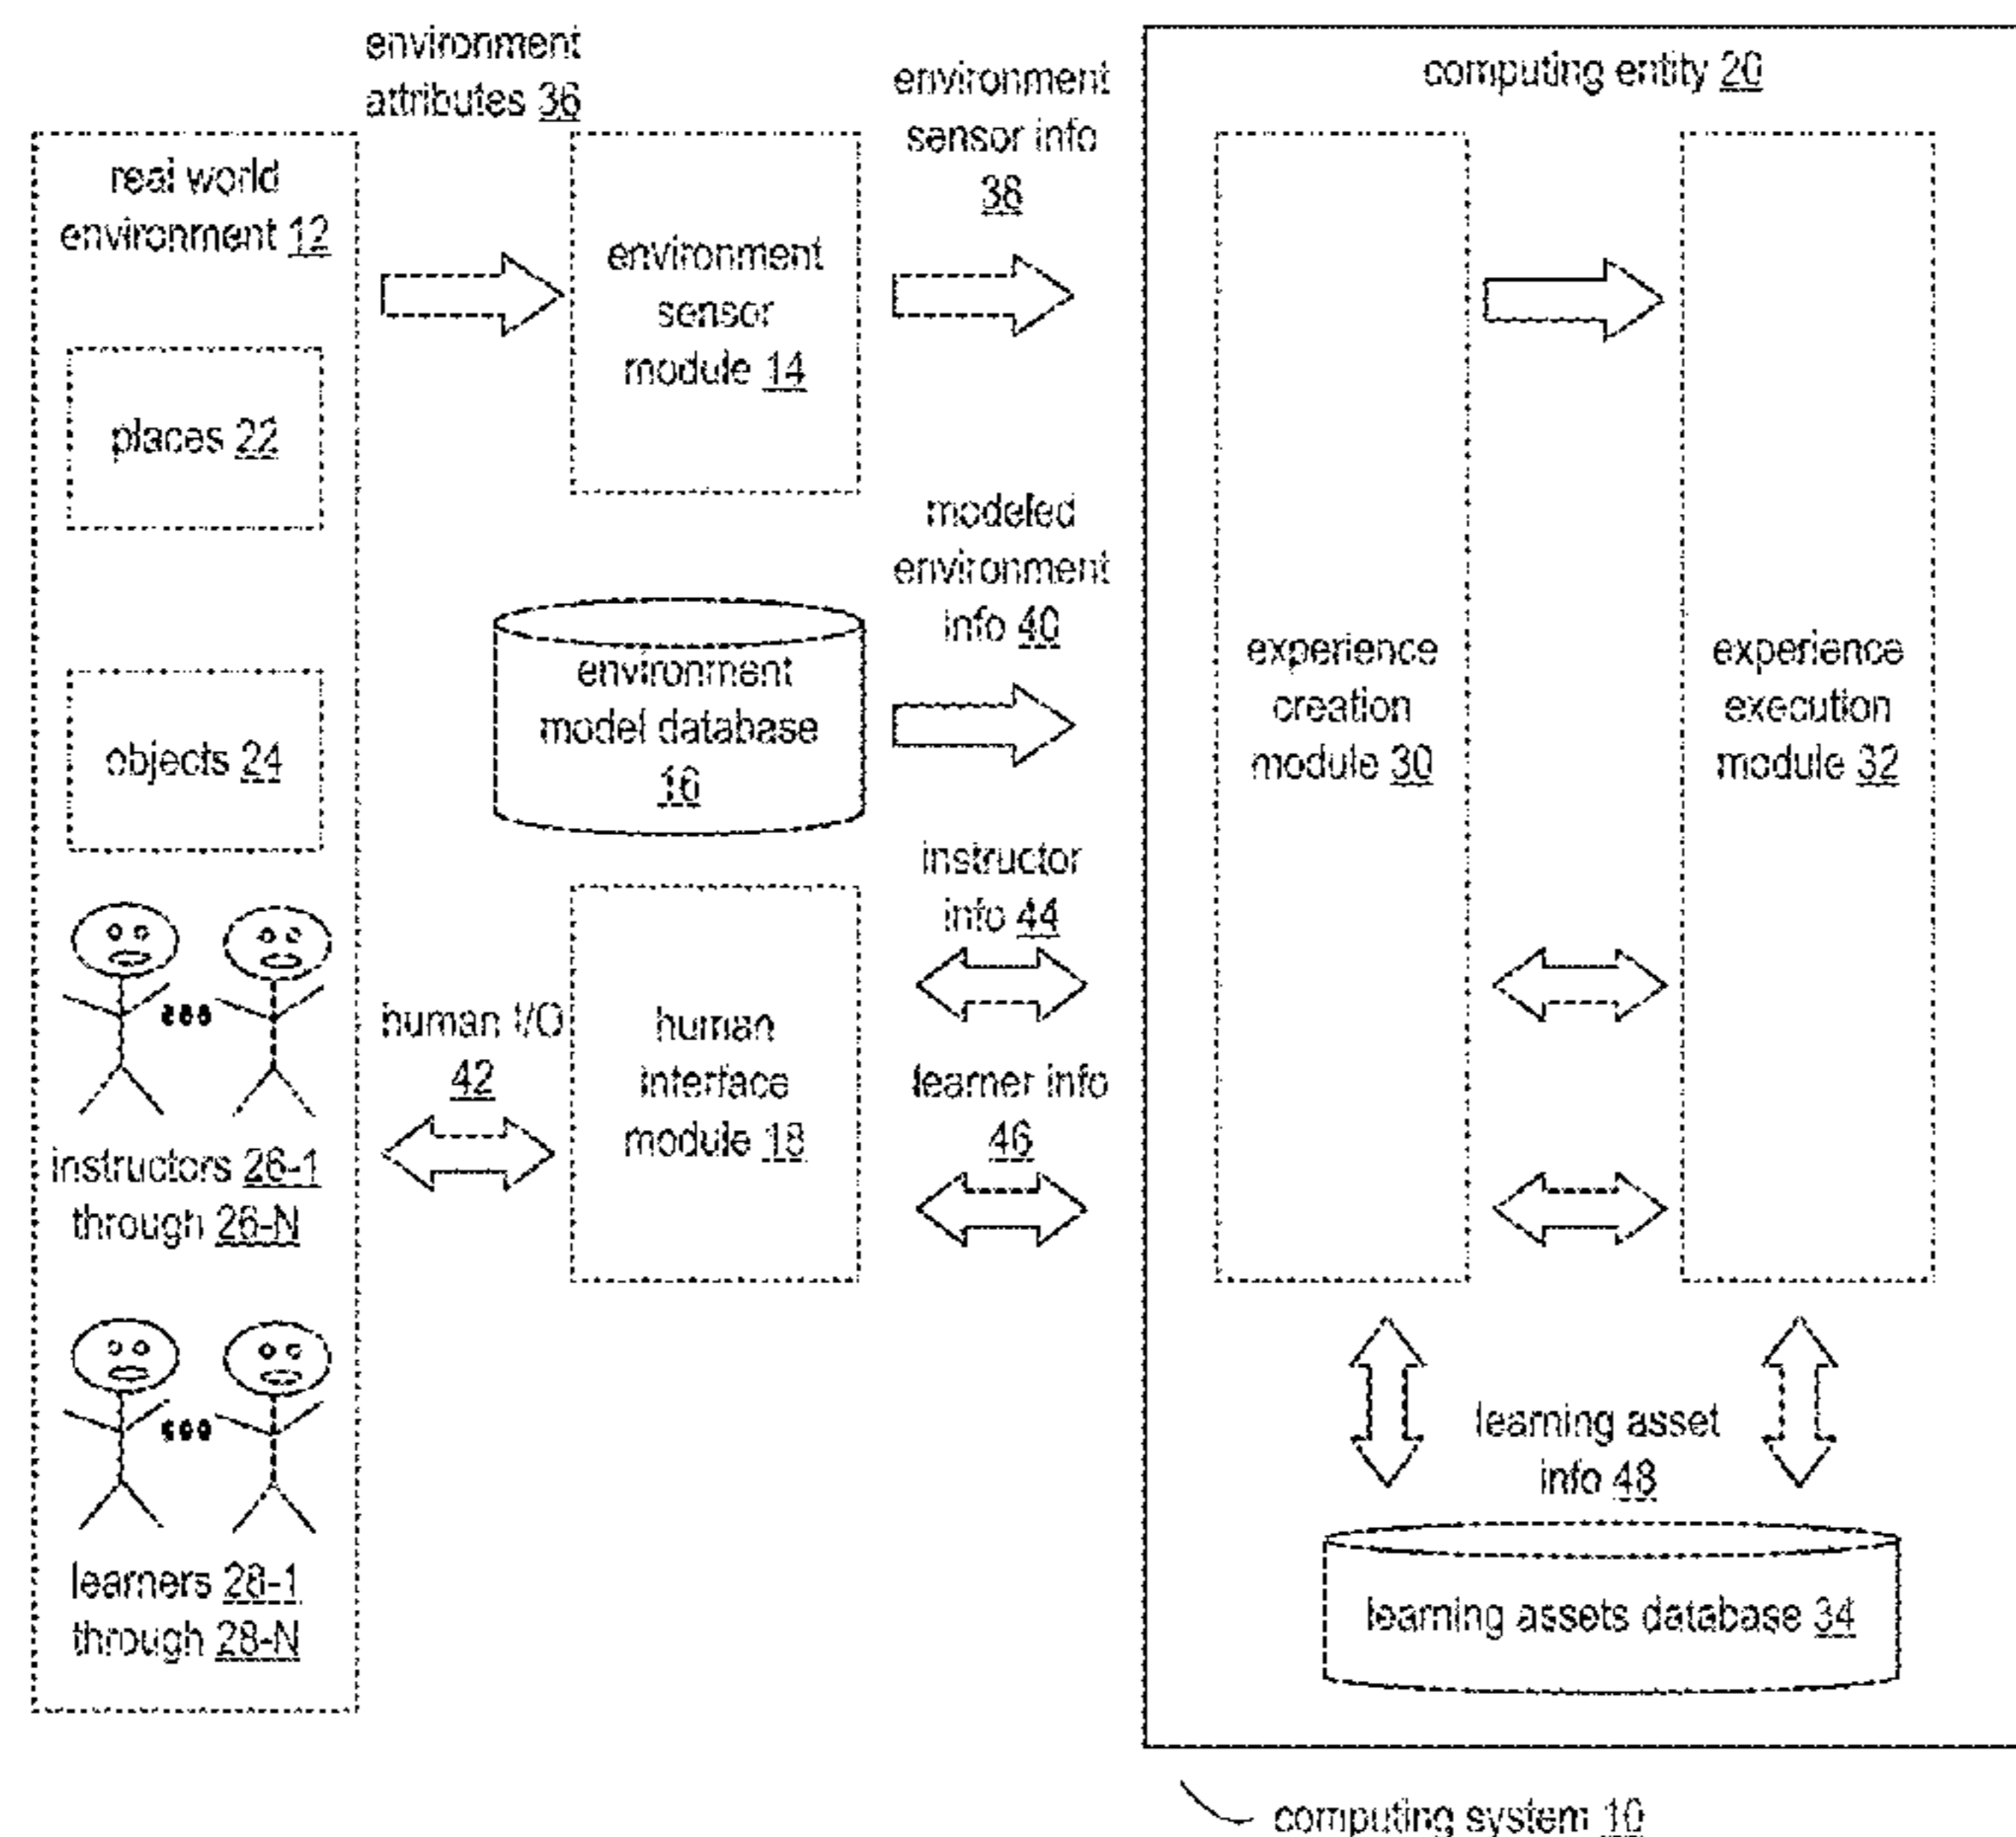 environment
attributes 36
environment
sensor info
38
computing entity 20
real world
environment 12
environment
sensor
module 14
places 22
modeled
environment
info 40
environment
model database
16
experience
creation
module 30
experience
execution
module 32
objects 24
instructor
info 44
human I/O
42
human
interface
module 18
learner info
46
instructors 26-1
through 26-N
learning asset
info 48
learners 28-1
through 28-N
learning assets database 34
computing system 10